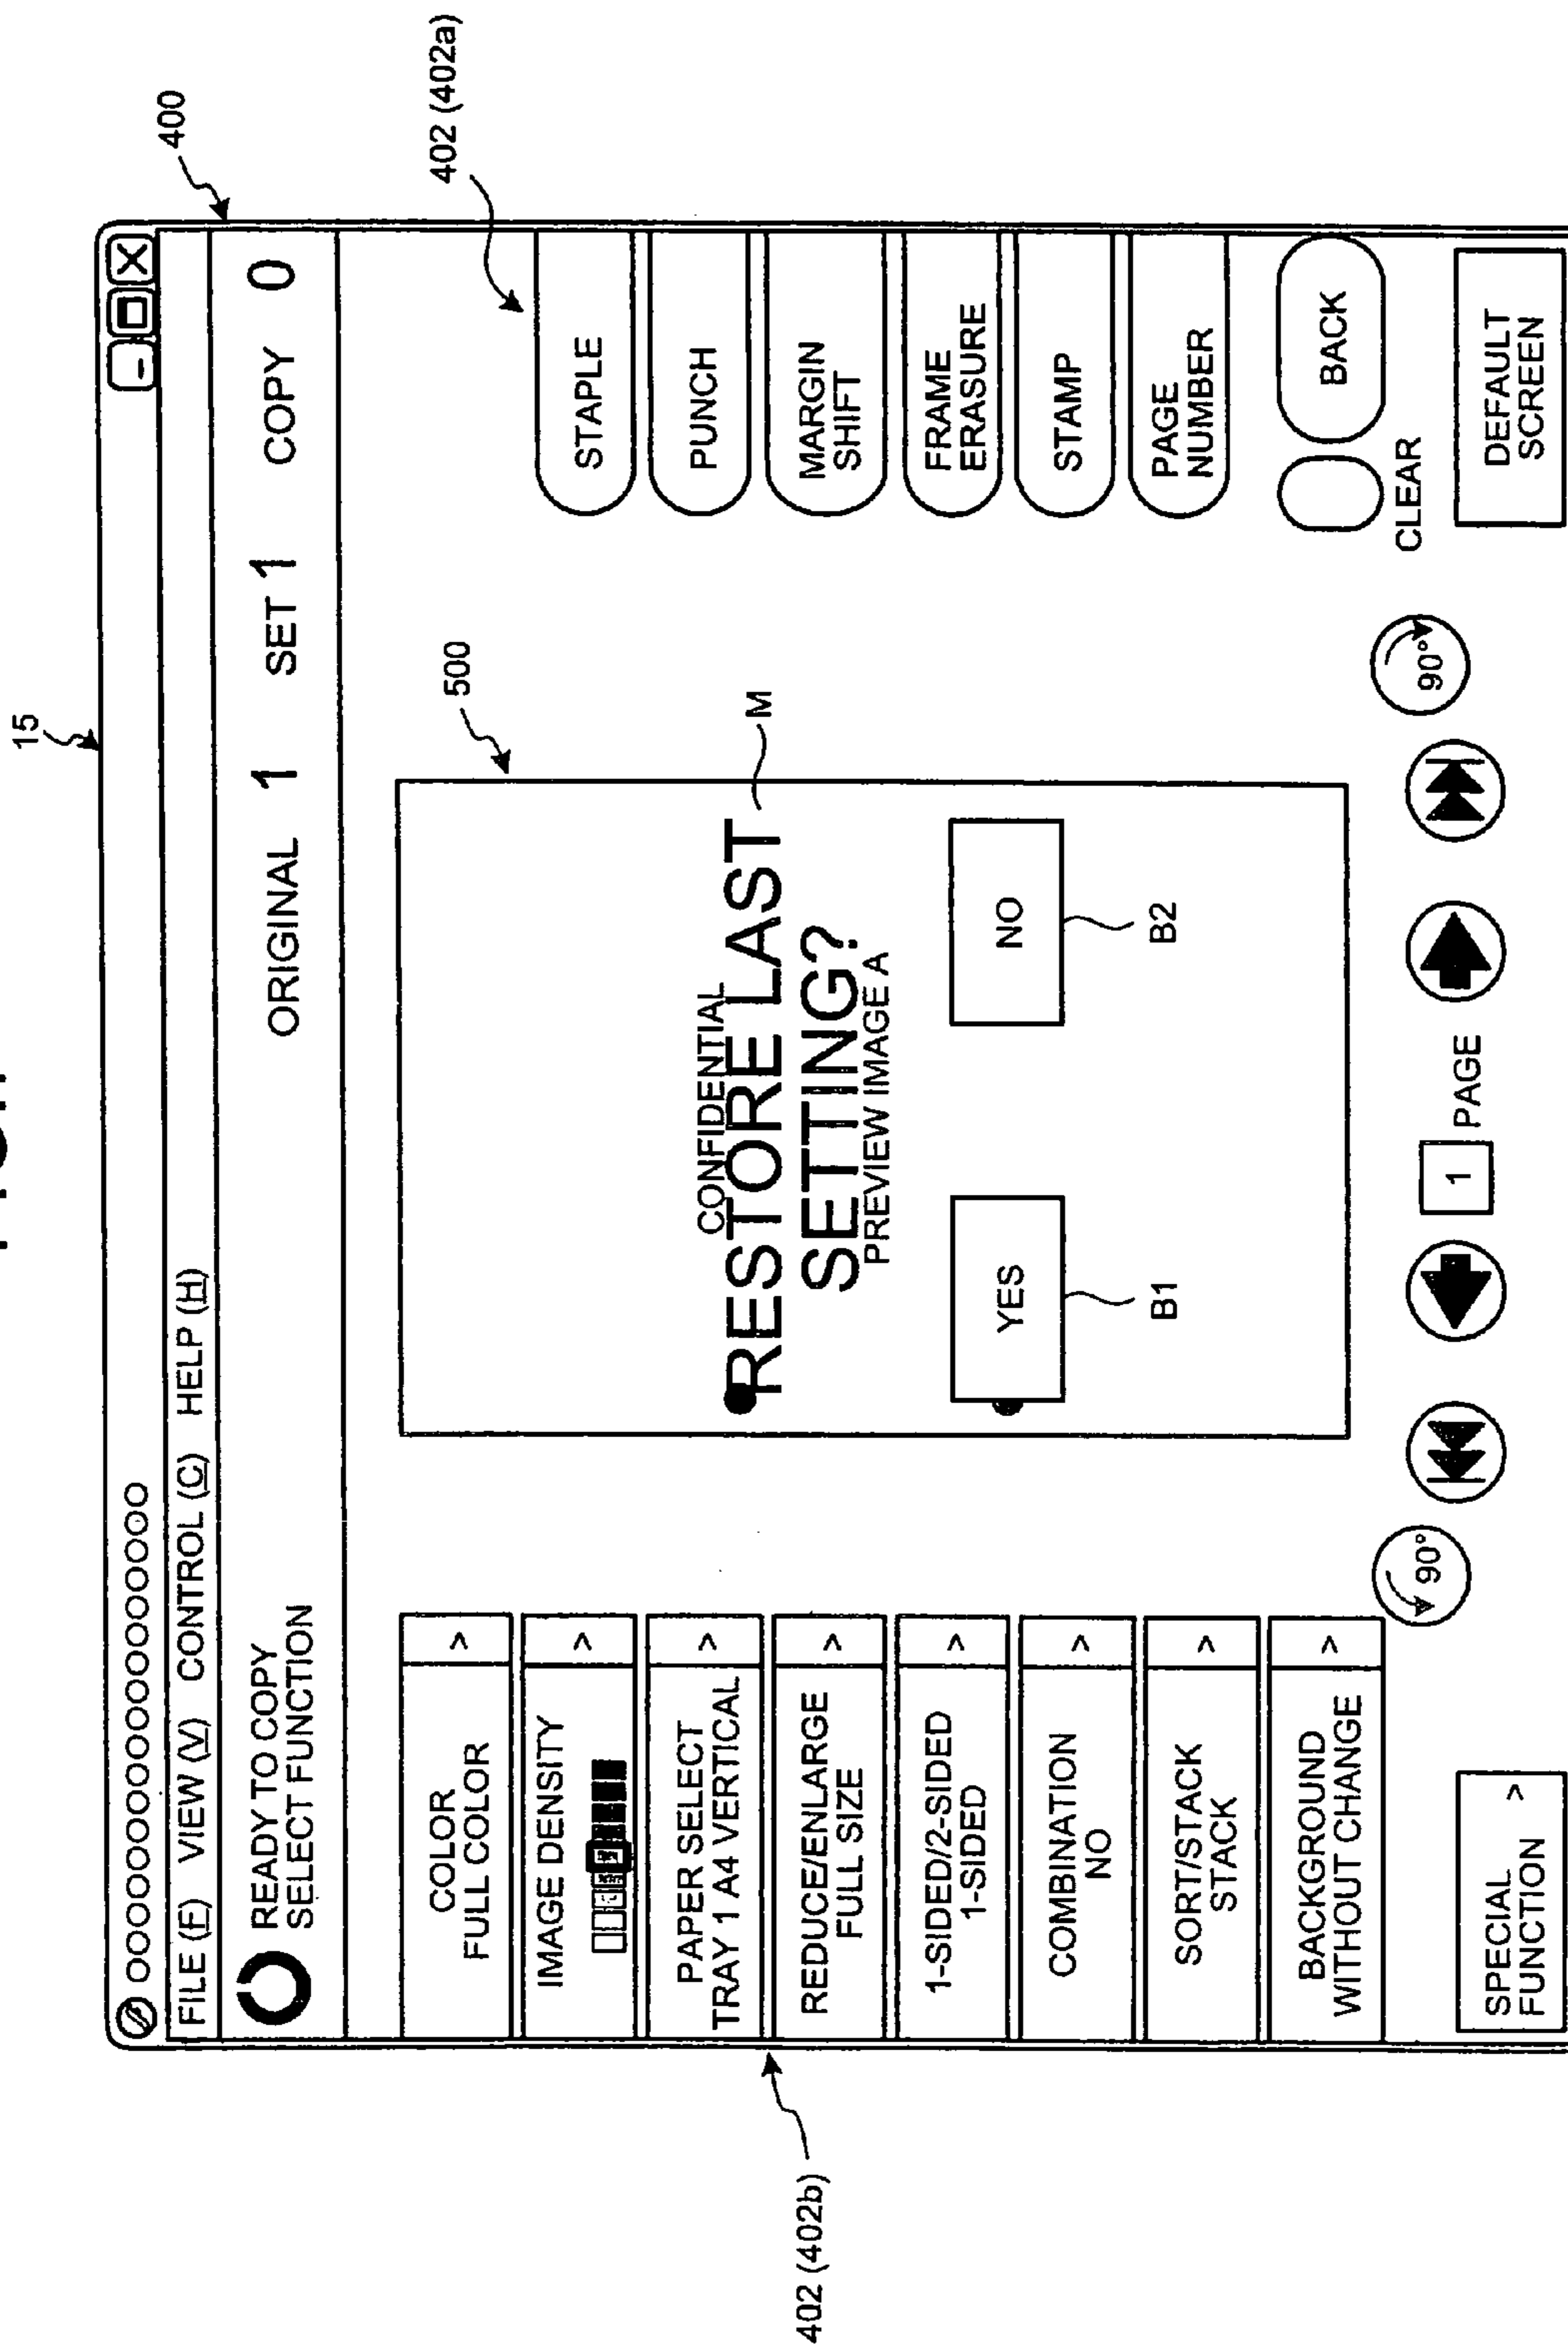 15
400
○○○○○○○○○○○○○○○○○○
FILE (F) VIEW (V) CONTROL (C) HELP (H)
READY TO COPY
SELECT FUNCTION
ORIGINAL 1 SET 1 COPY 0
402 (402a)
402 (402b)
COLOR
FULL COLOR
>
IMAGE DENSITY
>
PAPER SELECT
TRAY 1 A4 VERTICAL
>
REDUCE/ENLARGE
FULL SIZE
>
1-SIDED/2-SIDED
1-SIDED
>
COMBINATION
NO
>
SORT/STACK
STACK
>
BACKGROUND
WITHOUT CHANGE
>
SPECIAL
FUNCTION >
500
CONFIDENTIAL
RESTORE LAST
M
SETTING?
PREVIEW IMAGE A
YES
NO
B1
B2
90°
1 PAGE
90°
STAPLE
PUNCH
MARGIN
SHIFT
FRAME
ERASURE
STAMP
PAGE
NUMBER
BACK
CLEAR
DEFAULT
SCREEN